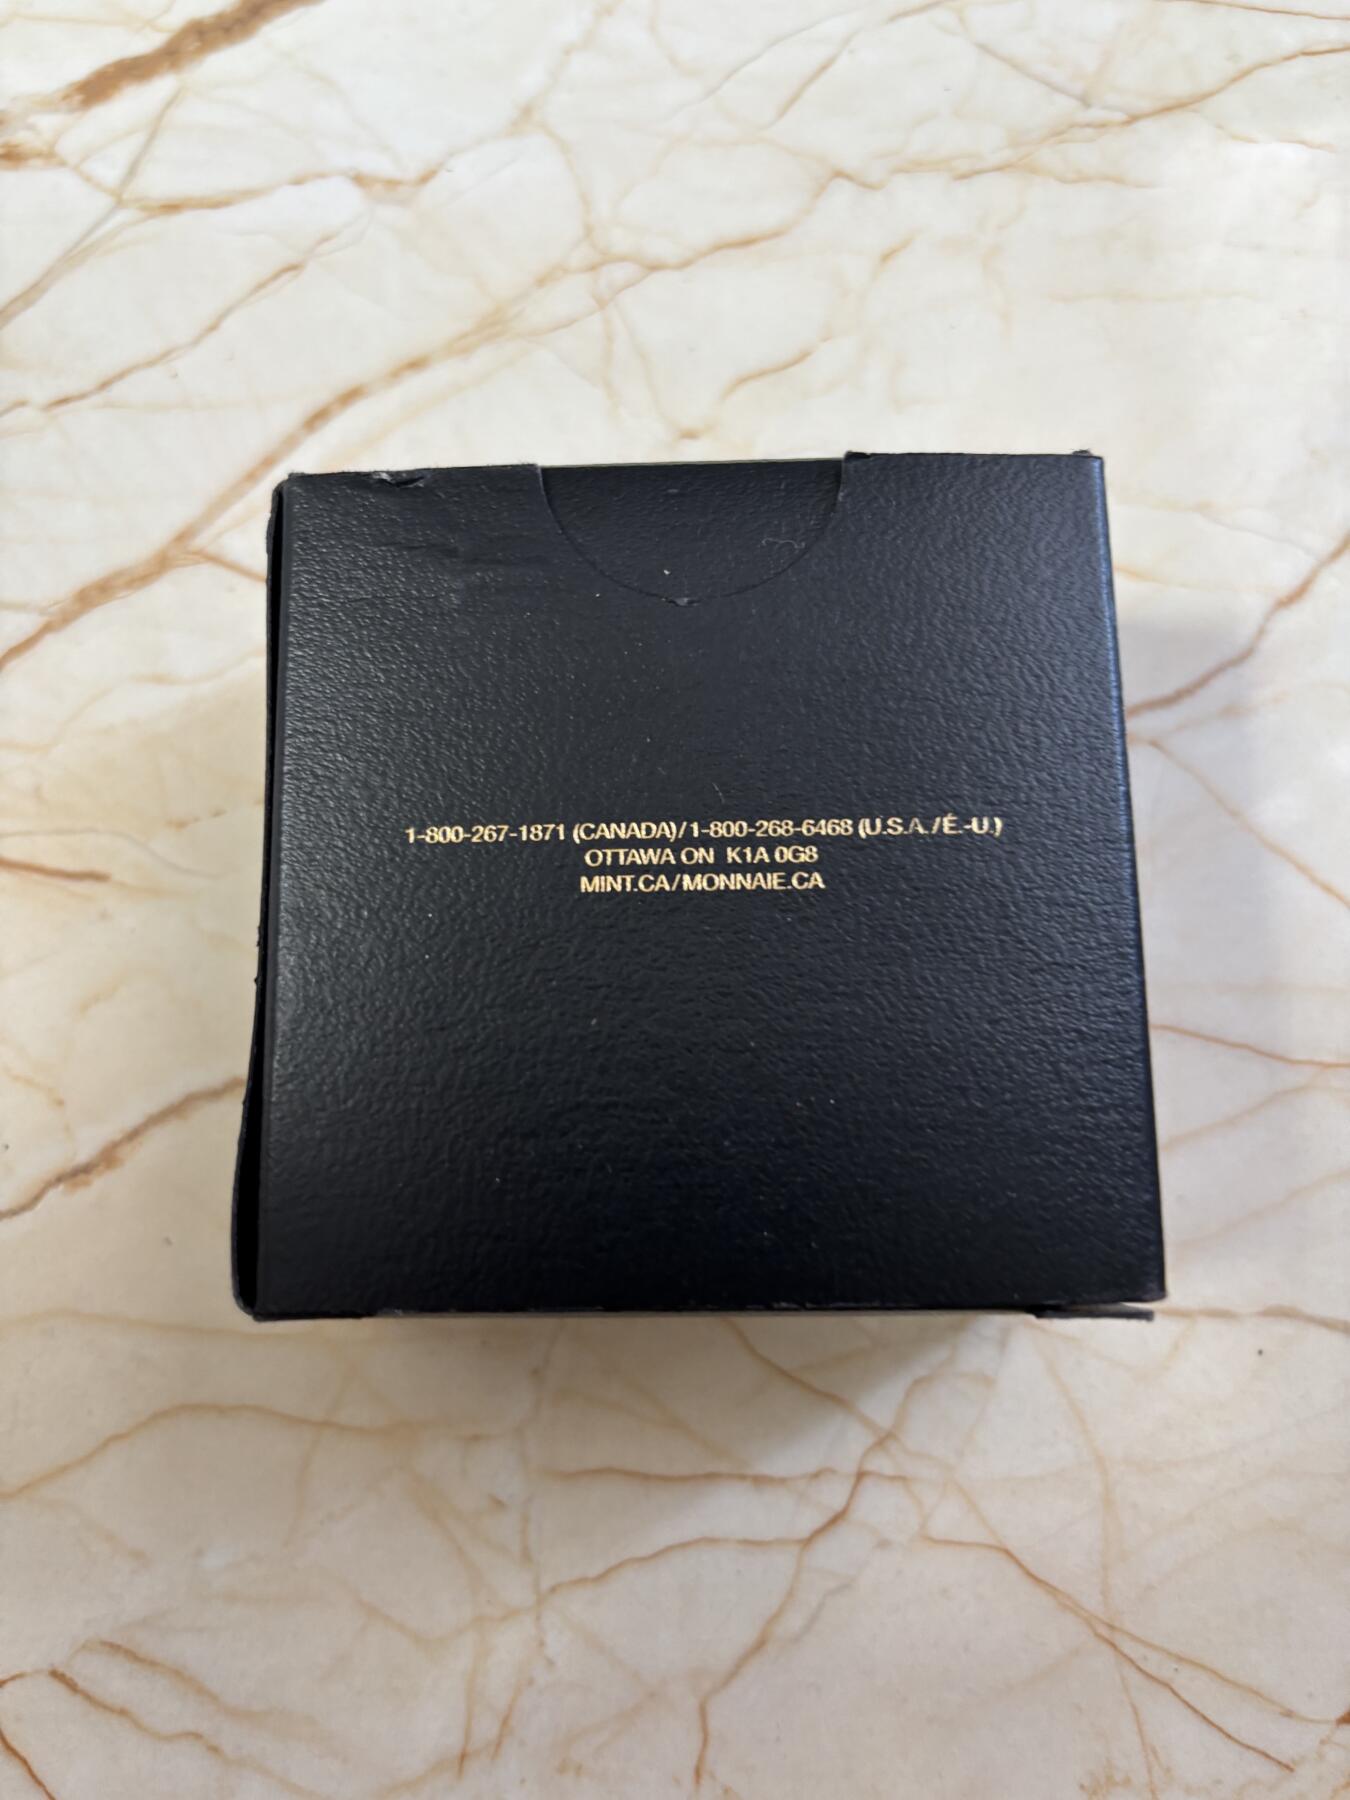 1-800-267-1871 (CANADA)/1-800-268-6468 (U.S.A./É.-U.)
OTTAWA ON K1A 0G8
MINT.CA/MONNAIE.CA